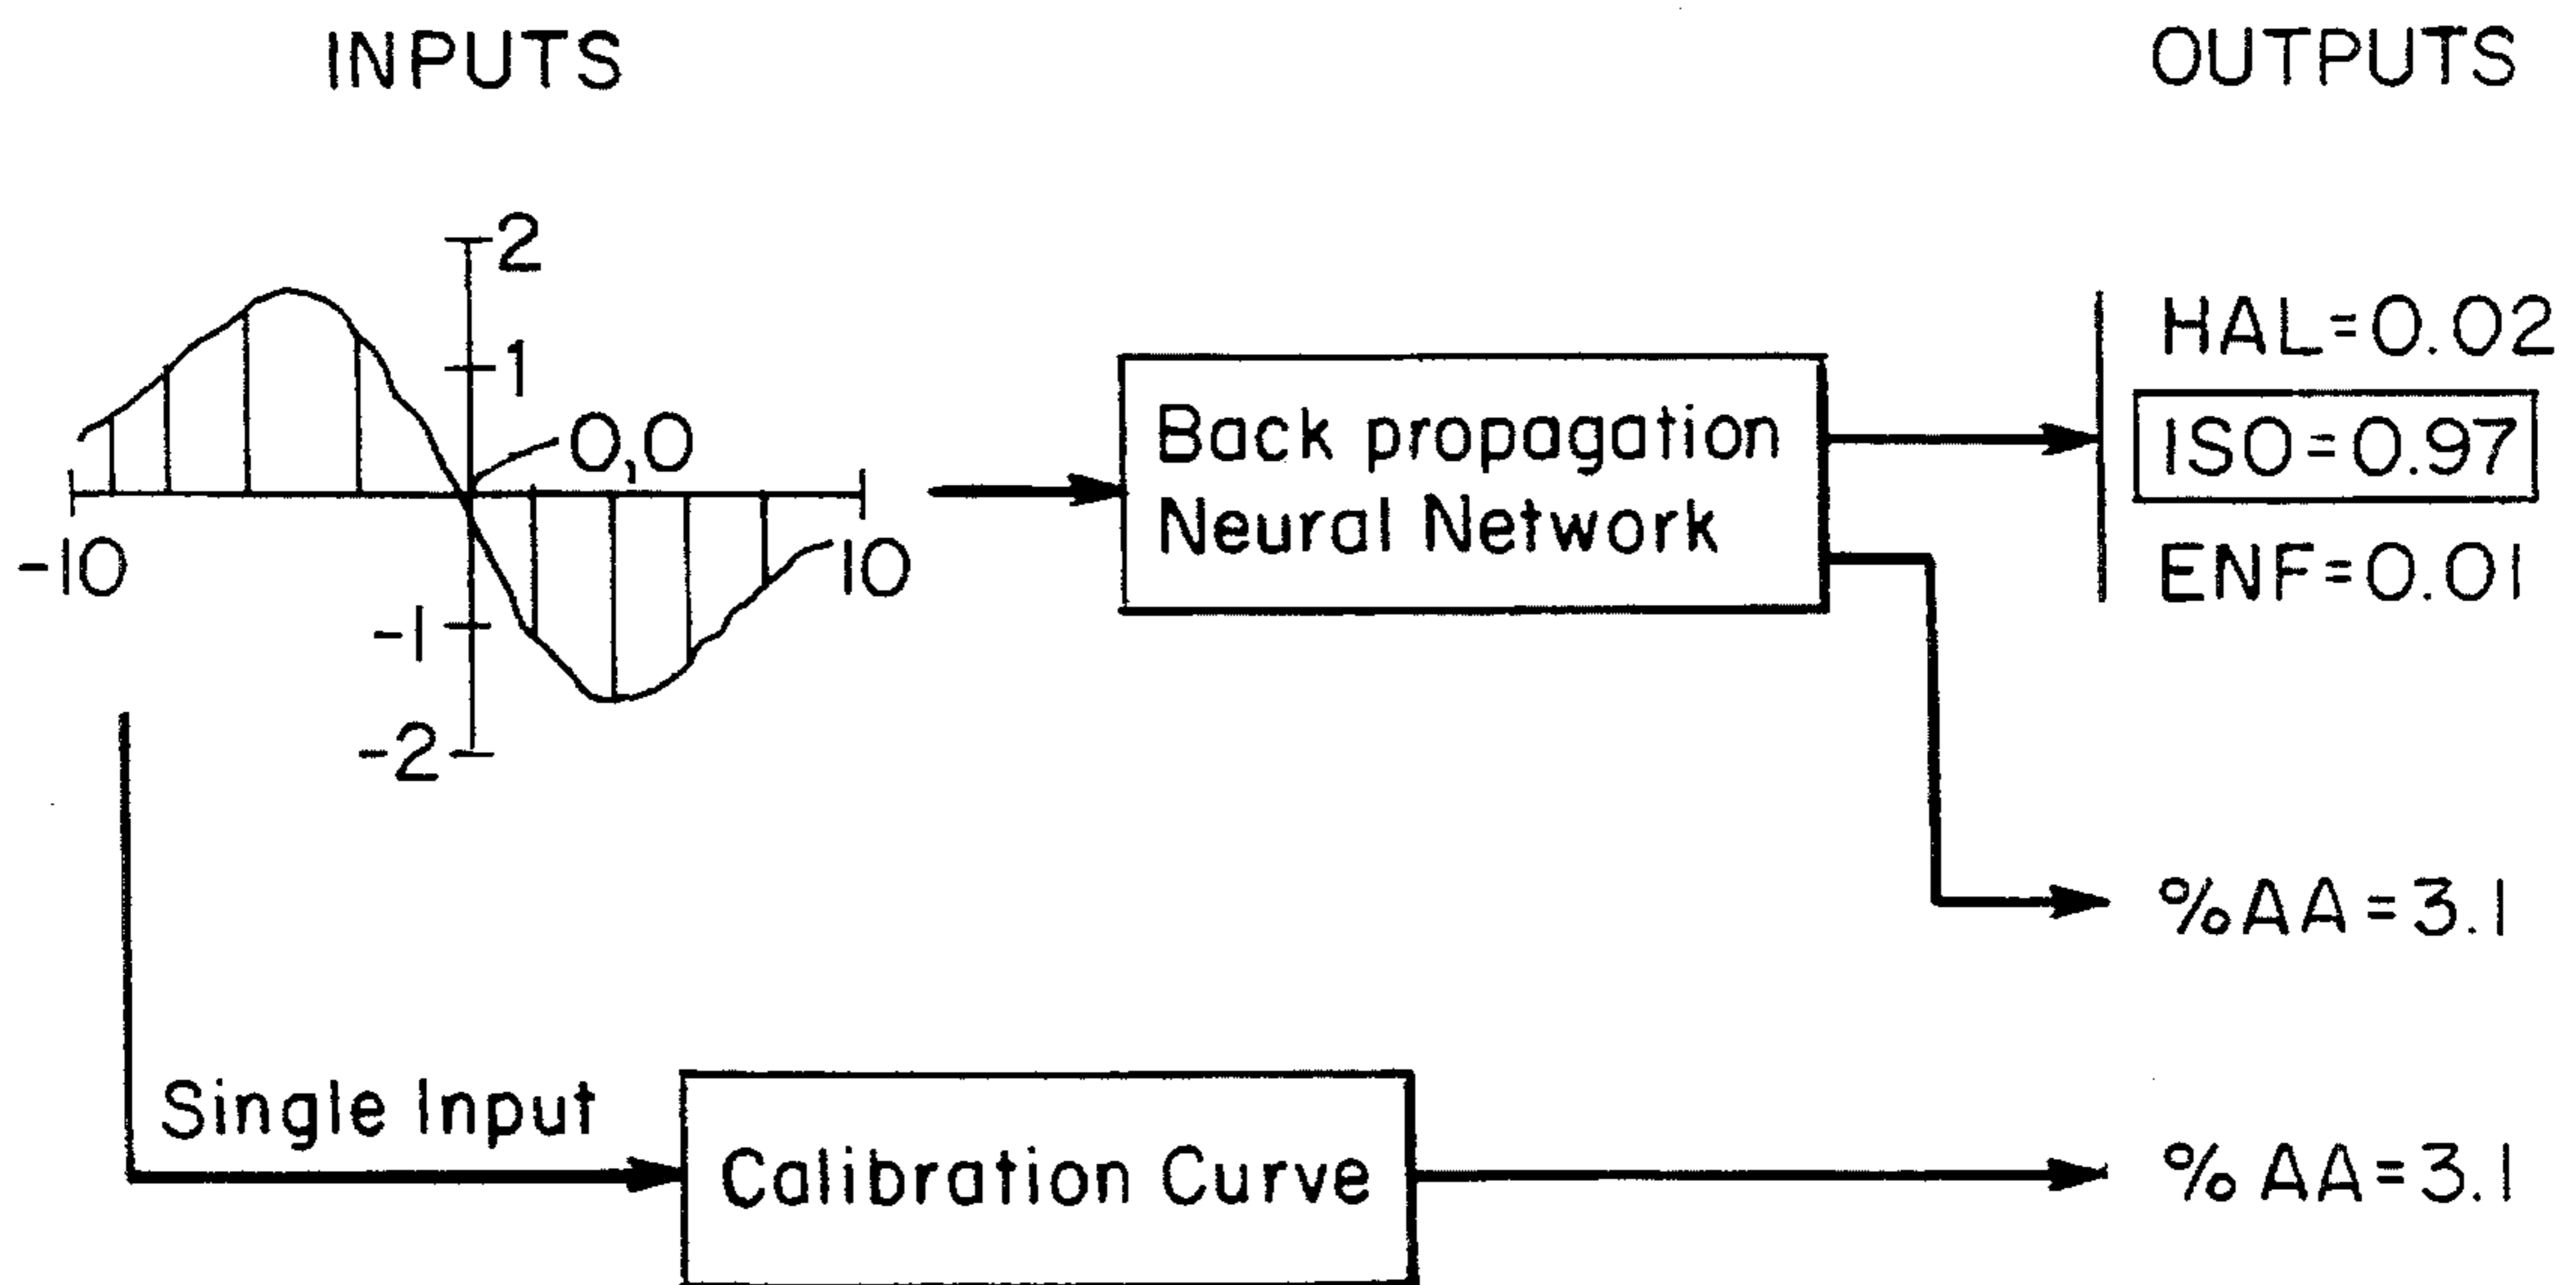 INPUTS
OUTPUTS
2
1
0,0
-10
10
-1
-2
Back propagation
Neural Network
HAL=0.02
ISO=0.97
ENF=0.01
%AA=3.1
Single Input
Calibration Curve
%AA=3.1